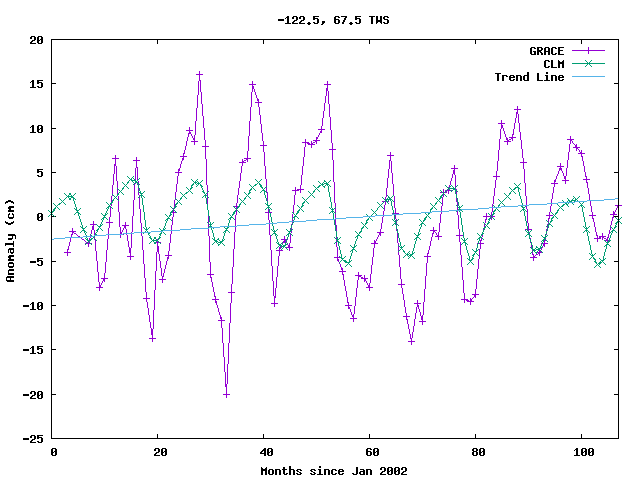 -122.5, 67.5 TWS
GRACE
CLM
Trend Line
20
15
10
5
0
-5
-10
-15
-20
-25
Anomaly (cm)
0 20 40 60 80 100
Months since Jan 2002